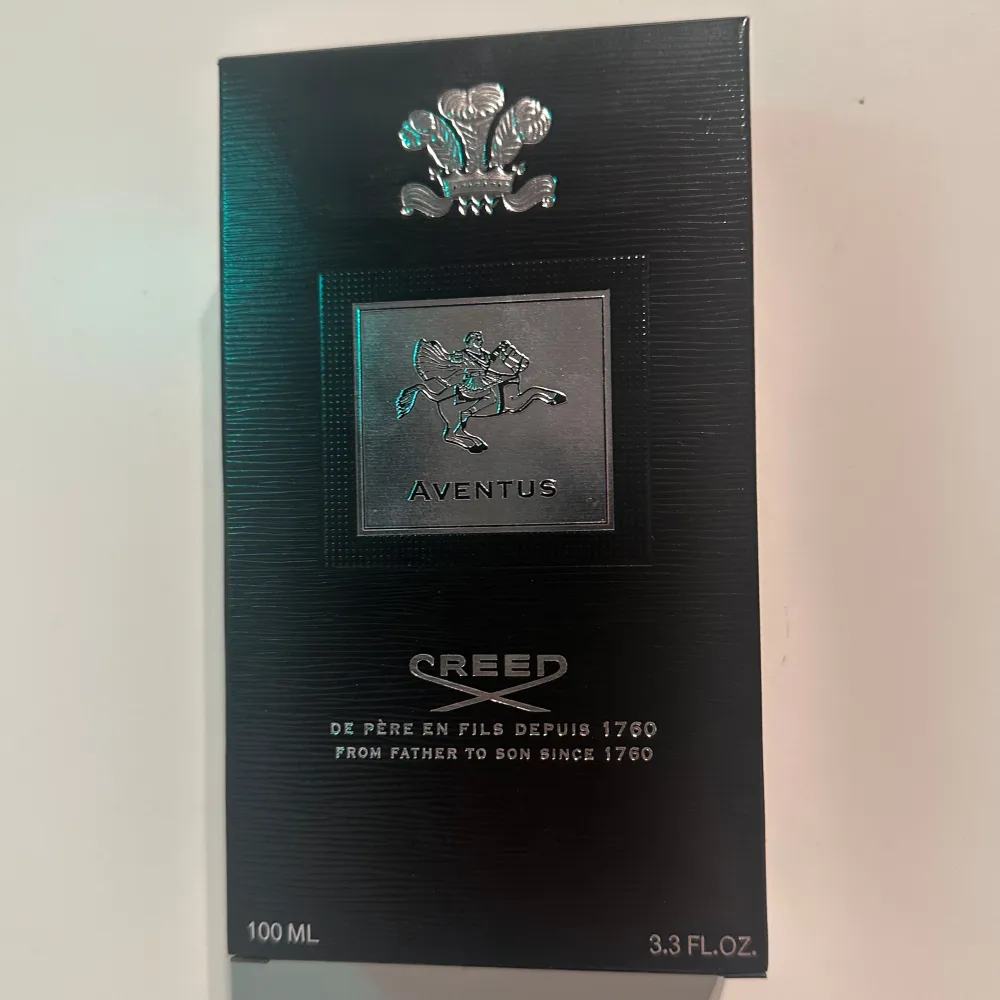 AVENTUS
CREED
DE PÈRE EN FILS DEPUIS 1760
FROM FATHER TO SON SINCE 1760
100 ML
3.3 FL.OZ.